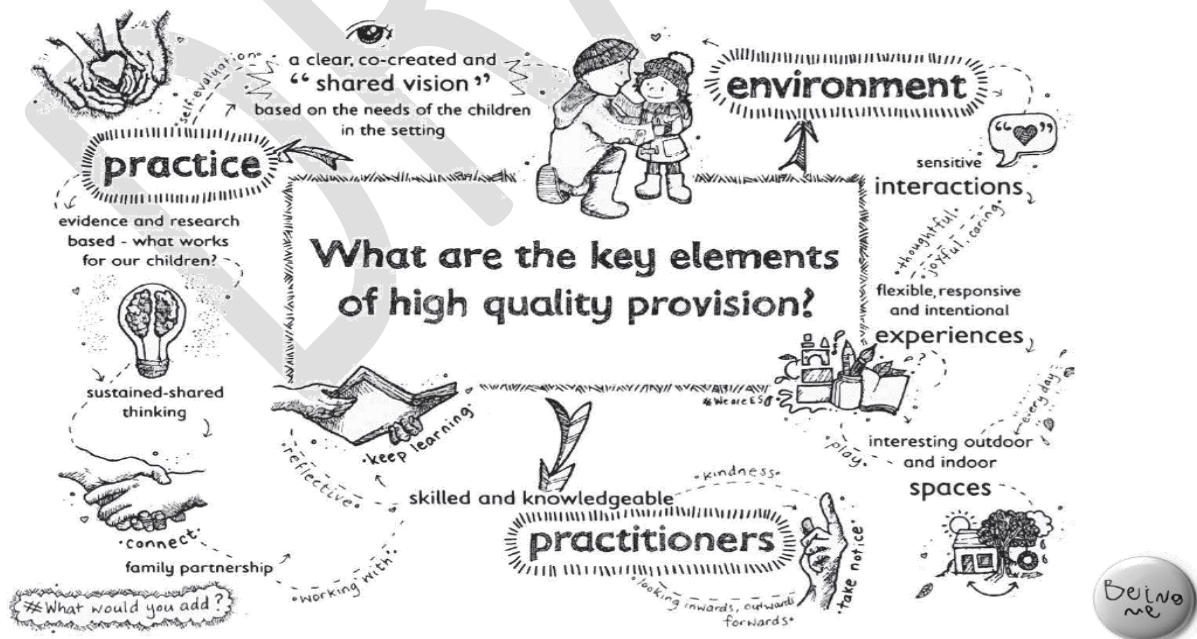 a clear, co-created and
“ shared vision ”
based on the needs of the children
in the setting
•self-evaluation•
practice
evidence and research
based - what works
for our children?
sustained-shared
thinking
•connect•
family partnership
•working with•
•reflective•
•keep learning•
#What would you add?
What are the key elements
of high quality provision?
#WeareES
environment
“ ”
sensitive
interactions
•thoughtful•
joyful, caring•
flexible, responsive
and intentional
experiences
•every day•
•play•
interesting outdoor
and indoor
spaces
skilled and knowledgeable
practitioners
•kindness•
•take notice•
•looking inwards, outwards
forwards•
Being
me